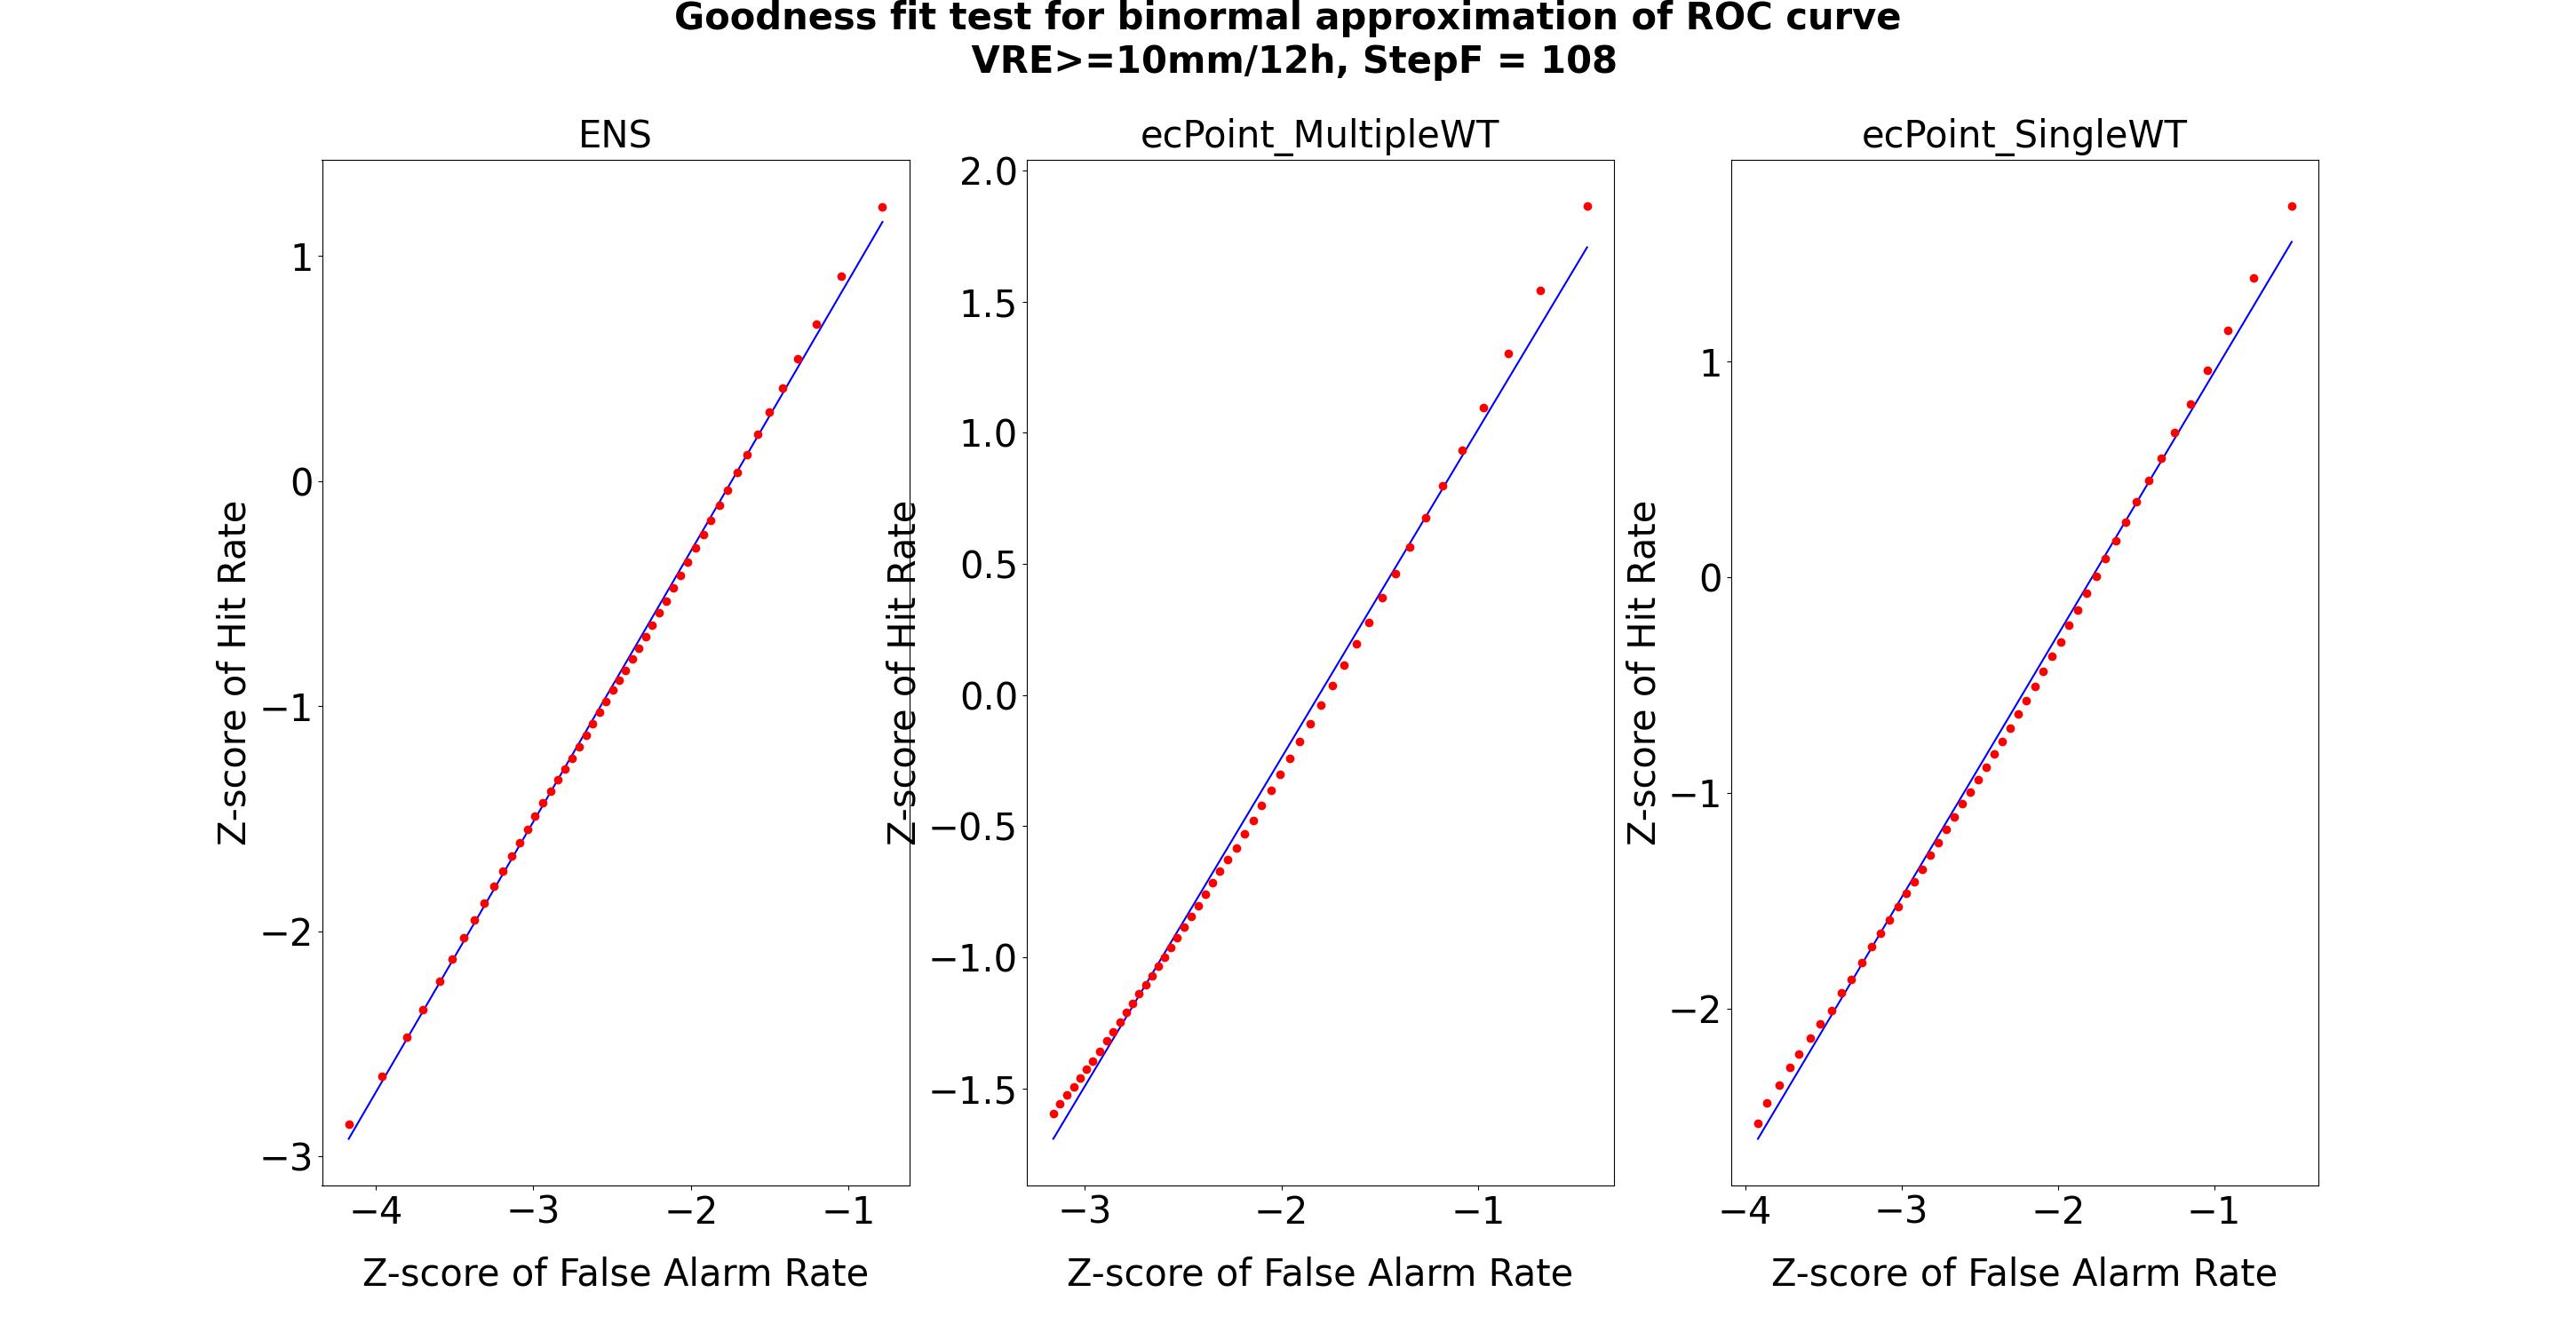 Goodness fit test for binormal approximation of ROC curve
VRE>=10mm/12h, StepF = 108
ENS
1
0
−1
−2
−3
Z-score of Hit Rate
−4 −3 −2 −1
Z-score of False Alarm Rate
ecPoint_MultipleWT
2.0
1.5
1.0
0.5
0.0
−0.5
−1.0
−1.5
Z-score of Hit Rate
−3 −2 −1
Z-score of False Alarm Rate
ecPoint_SingleWT
1
0
−1
−2
Z-score of Hit Rate
−4 −3 −2 −1
Z-score of False Alarm Rate